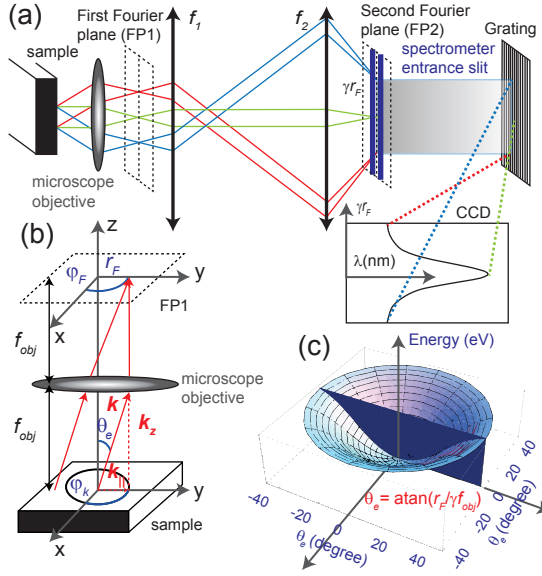 (a)
First Fourier
plane (FP1)
f1
f2
Second Fourier
plane (FP2)
Grating
sample
spectrometer
entrance slit
γrF
microscope
objective
γrF
CCD
λ(nm)
(b)
z
φF
rF
y
FP1
x
fobj
microscope
objective
fobj
k
kz
θe
φk
k||
y
sample
x
(c)
Energy (eV)
θe = atan(rF/γfobj)
-40
-20
0
20
40
θe (degree)
-40
-20
0
20
40
θe (degree)